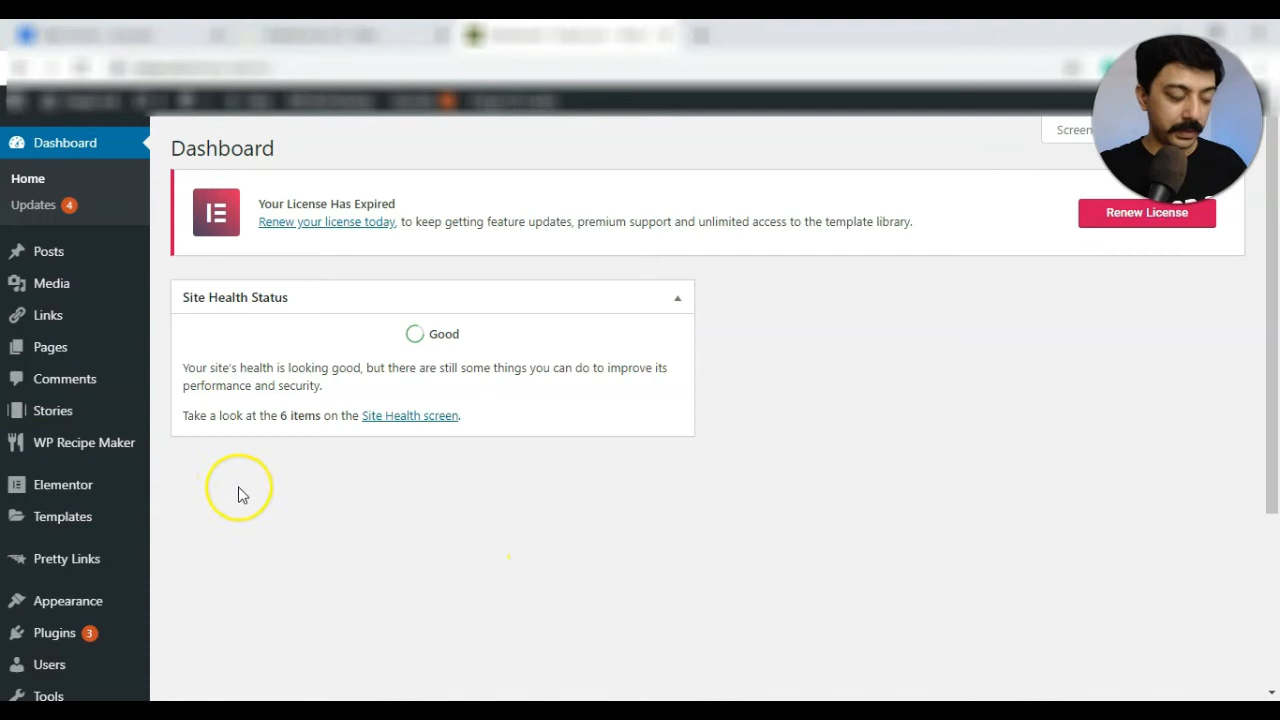 Dashboard
Home
Updates 4
Posts
Media
Links
Pages
Comments
Stories
WP Recipe Maker
Elementor
Templates
Pretty Links
Appearance
Plugins 3
Users
Tools
Screen
Dashboard
Your License Has Expired
Renew your license today, to keep getting feature updates, premium support and unlimited access to the template library.
Renew License
Site Health Status
Good
Your site's health is looking good, but there are still some things you can do to improve its
performance and security.
Take a look at the 6 items on the Site Health screen.